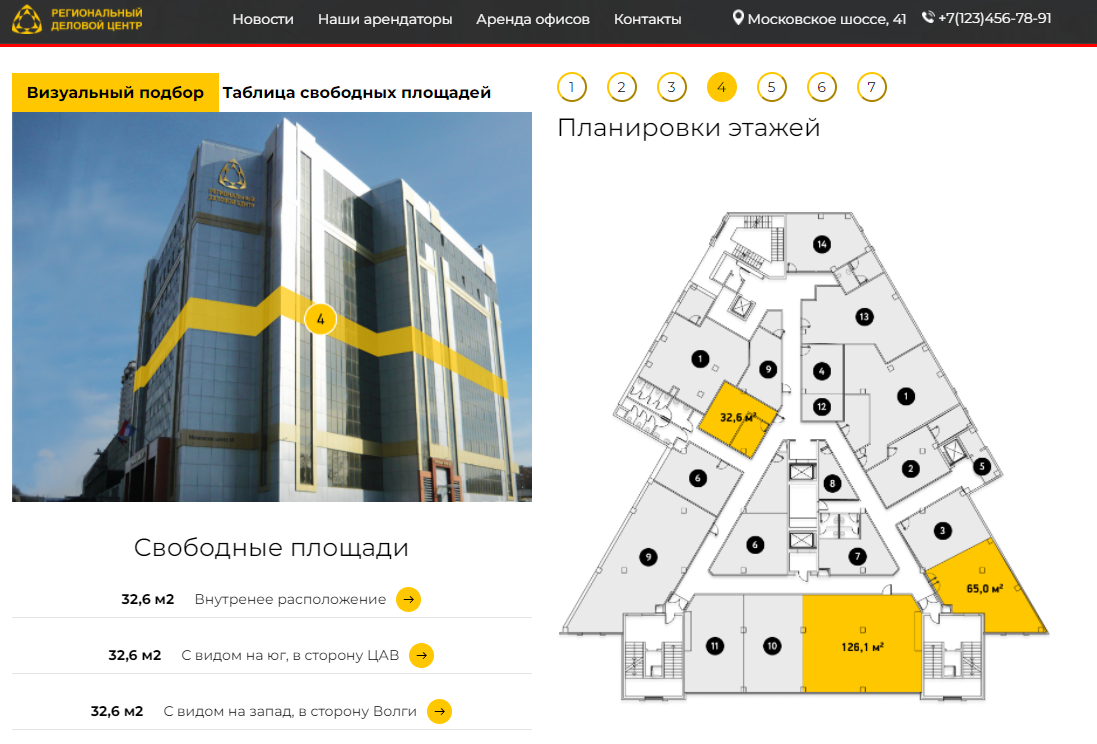 РЕГИОНАЛЬНЫЙ
ДЕЛОВОЙ ЦЕНТР
Новости
Наши арендаторы
Аренда офисов
Контакты
Московское шоссе, 41
+7(123)456-78-91
Визуальный подбор
Таблица свободных площадей
1 2 3 4 5 6 7
Планировки этажей
РЕГИОНАЛЬНЫЙ
ДЕЛОВОЙ ЦЕНТР
4
Свободные площади
32,6 м2 Внутренее расположение
32,6 м2 С видом на юг, в сторону ЦАВ
32,6 м2 С видом на запад, в сторону Волги
14
13
1
9
4
1
12
32,6 м²
2
5
6
8
3
6
9
7
65,0 м²
11
10
126,1 м²